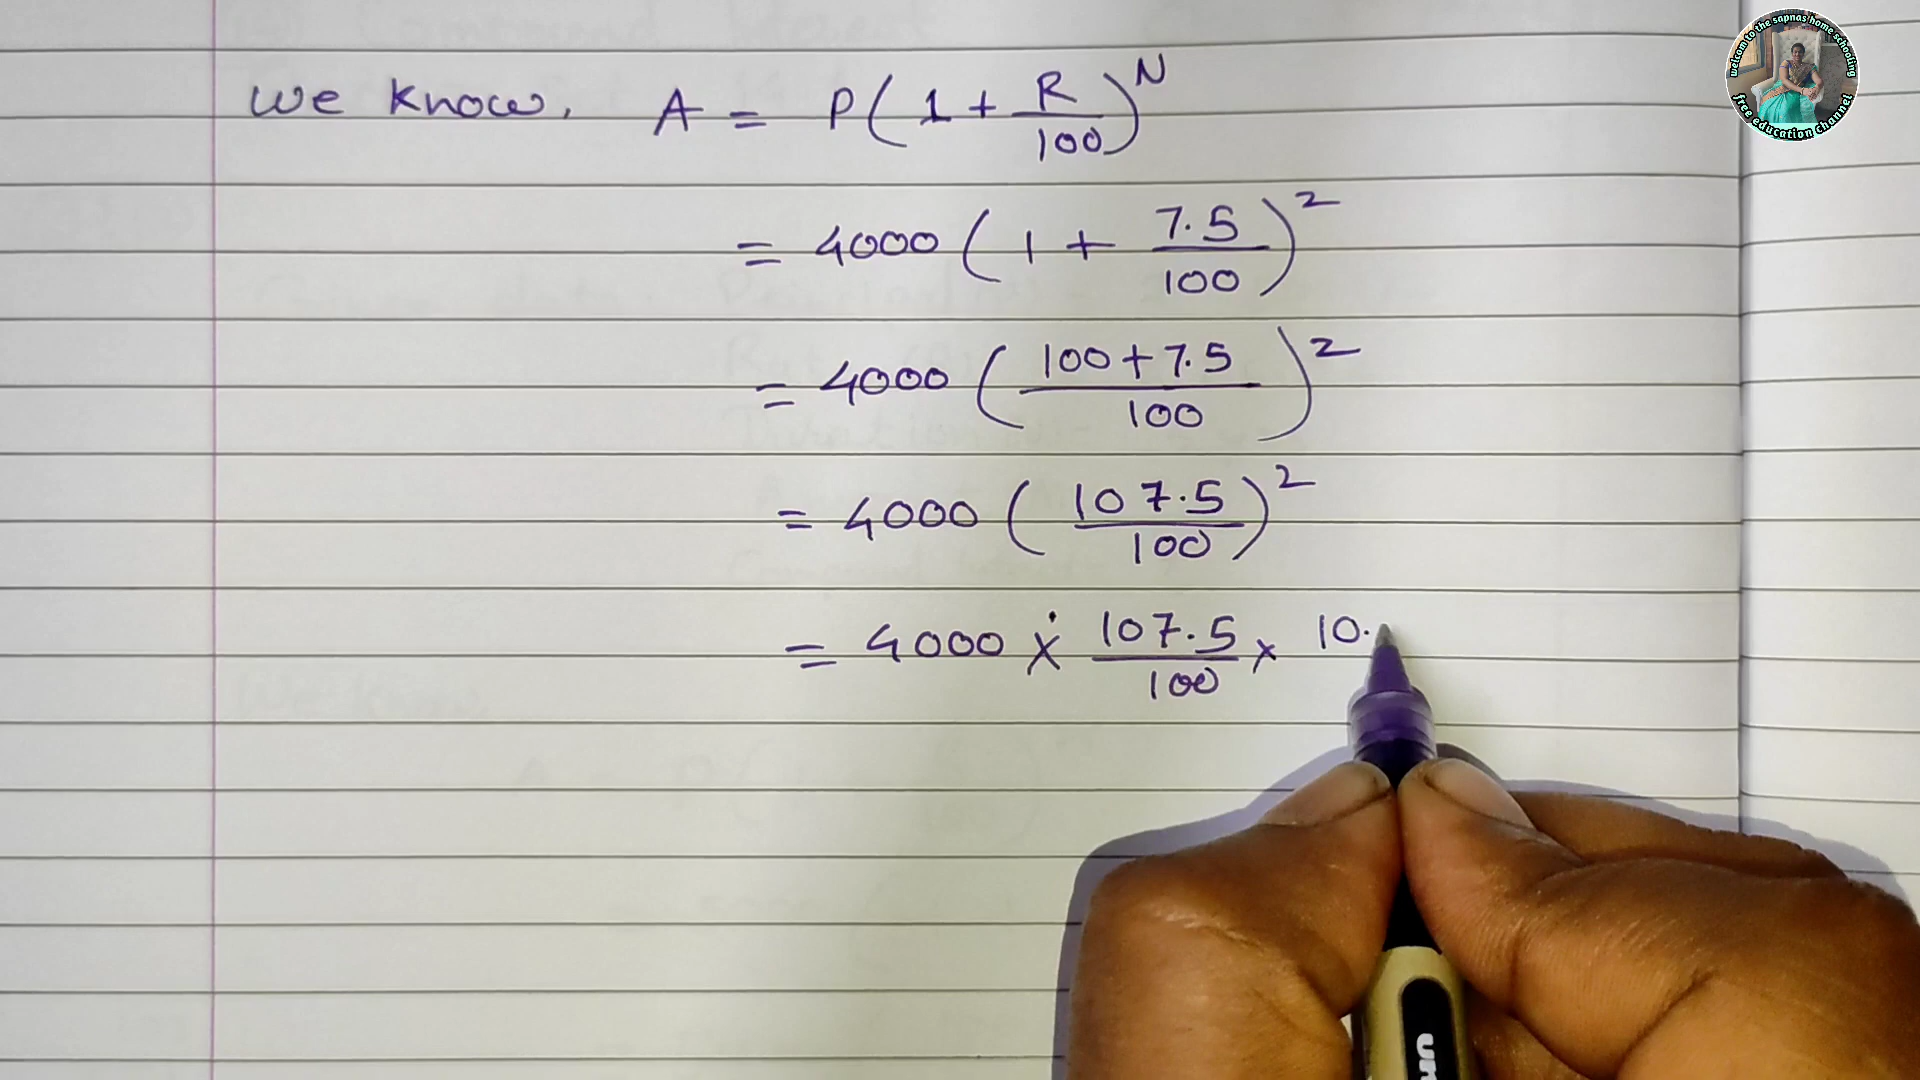 We know, A = P(1 + R/100)^N
= 4000 (1 + 7.5/100)^2
= 4000 (100 + 7.5/100)^2
= 4000 (107.5/100)^2
= 4000 × 107.5/100 × 10.
welcom to the sapnas home schooling
free education channel
un